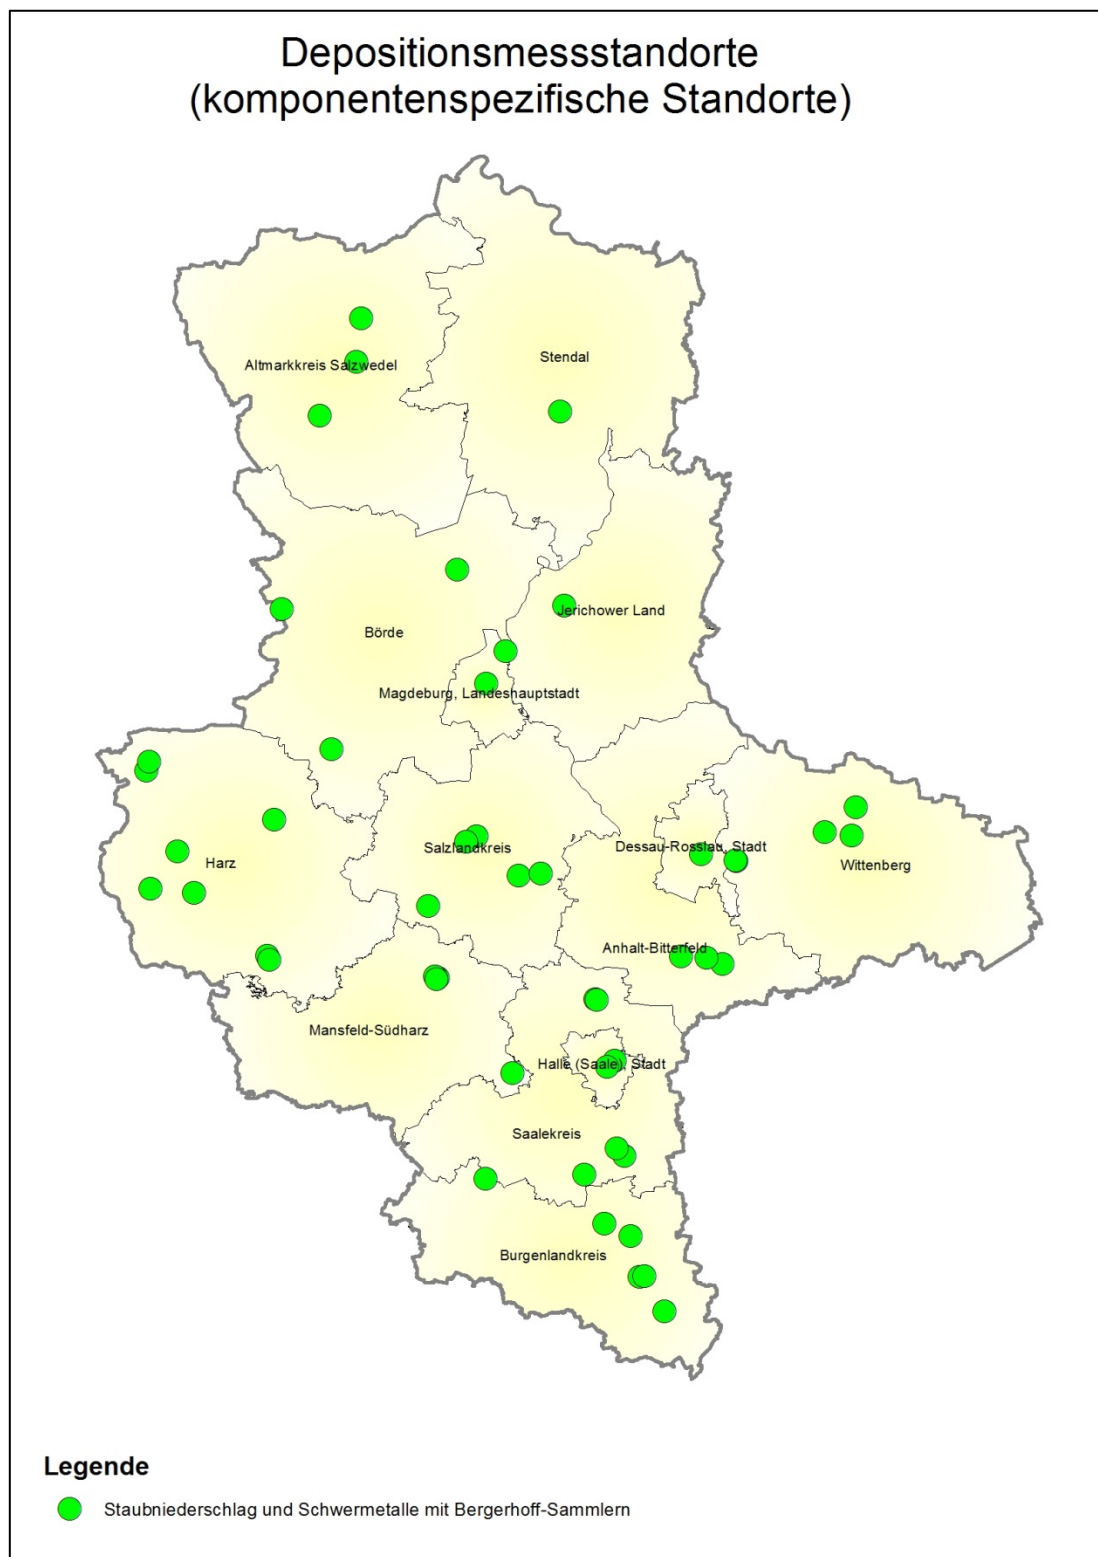 Depositionsmessstandorte
(komponentenspezifische Standorte)
Stendal
Altmarkkreis Salzwedel
Jerichower Land
Börde
Magdeburg, Landeshauptstadt
Dessau-Rosslau, Stadt
Salzlandkreis
Harz
Wittenberg
Anhalt-Bitterfeld
Mansfeld-Südharz
Halle (Saale), Stadt
Saalekreis
Burgenlandkreis
Legende
Staubniederschlag und Schwermetalle mit Bergerhoff-Sammlern